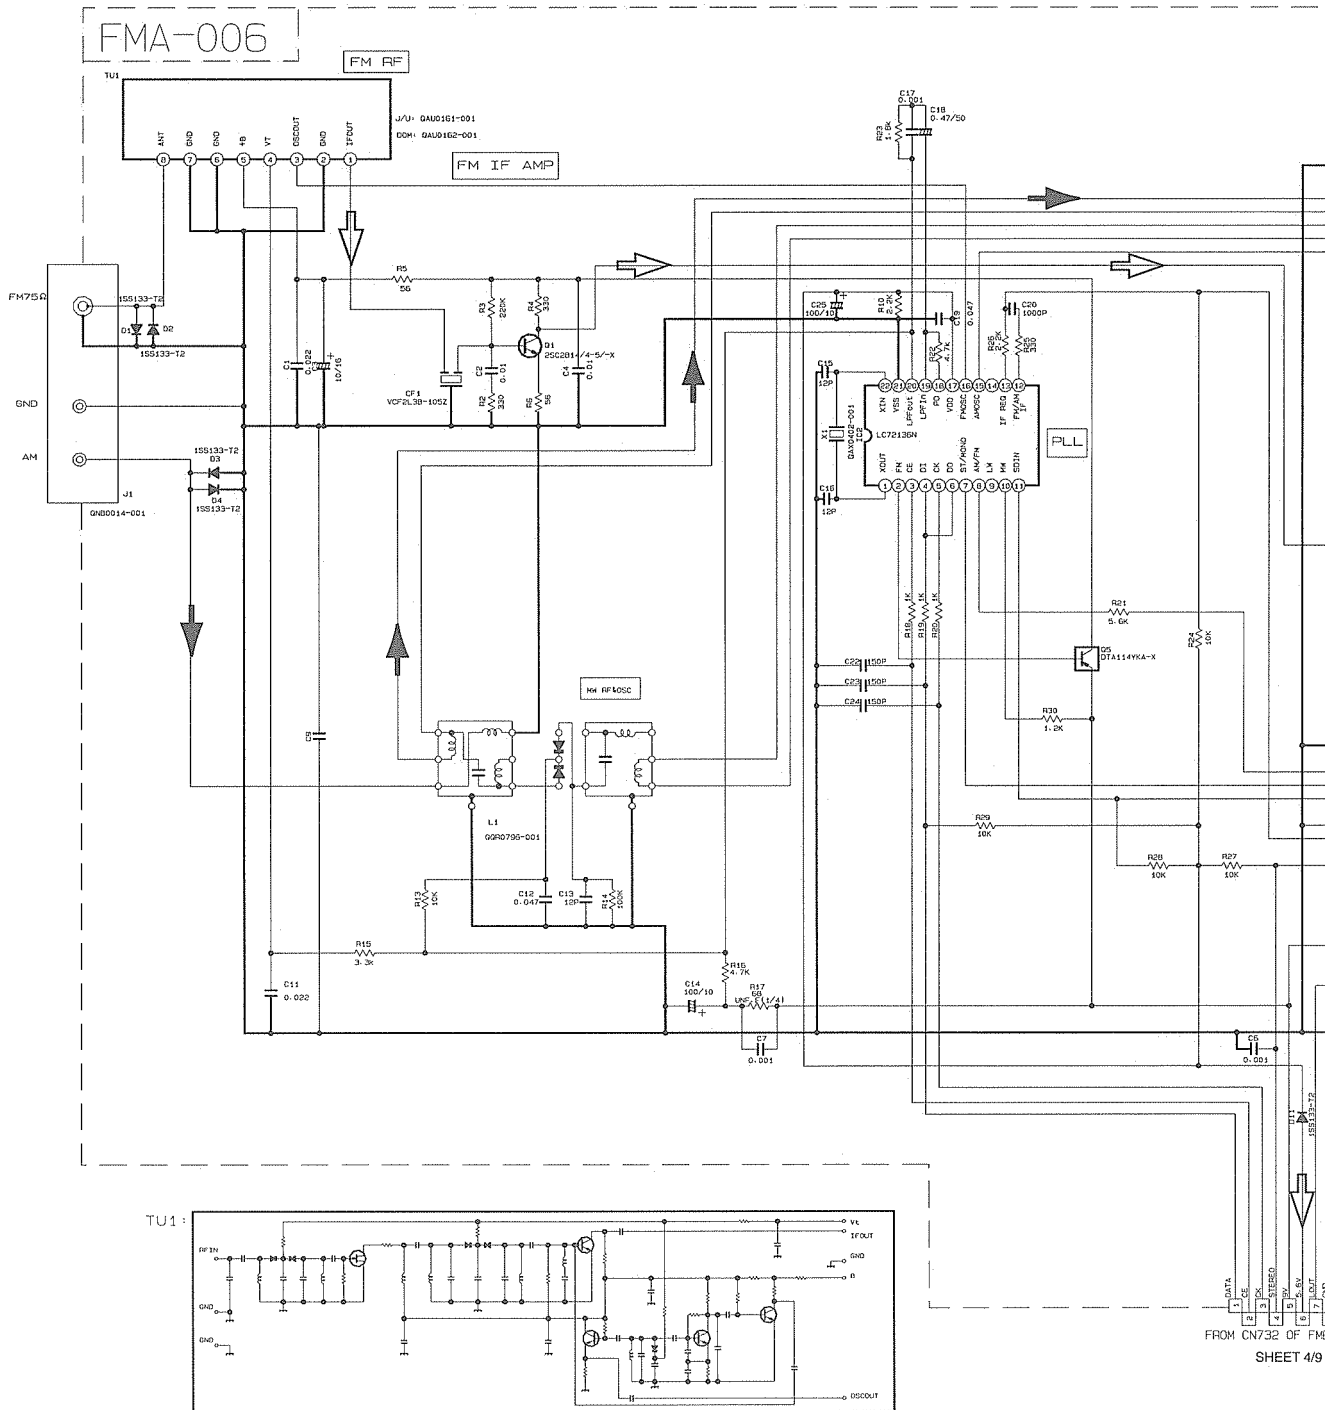 FMA-006
FM RF
TU1
J/U: QAU0161-001
DOM: QAU0162-001
ANT
GND
GND
+B
VT
OSCOUT
GND
IFOUT
8
7
6
5
4
3
2
1
FM IF AMP
C17
0.001
C18
0.47/50
R23
1.8k
FM75Ω
1SS133-T2
D1
D2
1SS133-T2
R5
56
R3
220K
R4
330
Q1
2SC2814/4-5/-X
C1
0.022
10/16
C2
0.01
C4
0.01
CF1
VCF2L3B-105Z
R2
330
R6
56
C25
100/10
R10
2.2K
C19
0.047
C20
1000P
R22
4.7K
R26
2.2K
R25
330
GND
AM
1SS133-T2
D3
D4
1SS133-T2
J1
QNB0014-001
C15
12P
X1
QAX0402-001
IC2
LC72136N
C16
12P
22
21
20
19
18
17
16
15
14
13
12
XIN
VSS
LPFout
LPFin
PD
VDD
FMOSC
AMOSC
IF REQ
FM/AM
IF
PLL
XOUT
FM
CE
DI
CK
DO
ST/MONO
AM/FM
LW
MW
SDIN
1
2
3
4
5
6
7
8
9
10
11
R18
1K
R19
1K
R20
1K
R21
5.6K
R24
10K
Q5
DTA114YKA-X
C22
150P
C23
150P
C24
150P
R30
1.2K
MW RF&OSC
C9
L1
QQR0796-001
R29
10K
R28
10K
R27
10K
R13
10K
C12
0.047
C13
12P
R14
100K
R15
3.3K
R16
4.7K
C11
0.022
C14
100/10
R17
68
UNF.F(1/4)
C7
0.001
C6
0.001
D11
1SS133-T2
TU1:
RFIN
GND
GND
Vt
IFOUT
GND
B
OSCOUT
DATA
CE
CK
STEREO
9V
5.6V
LOUT
1
2
3
4
5
6
7
FROM CN732 OF FM
SHEET 4/9